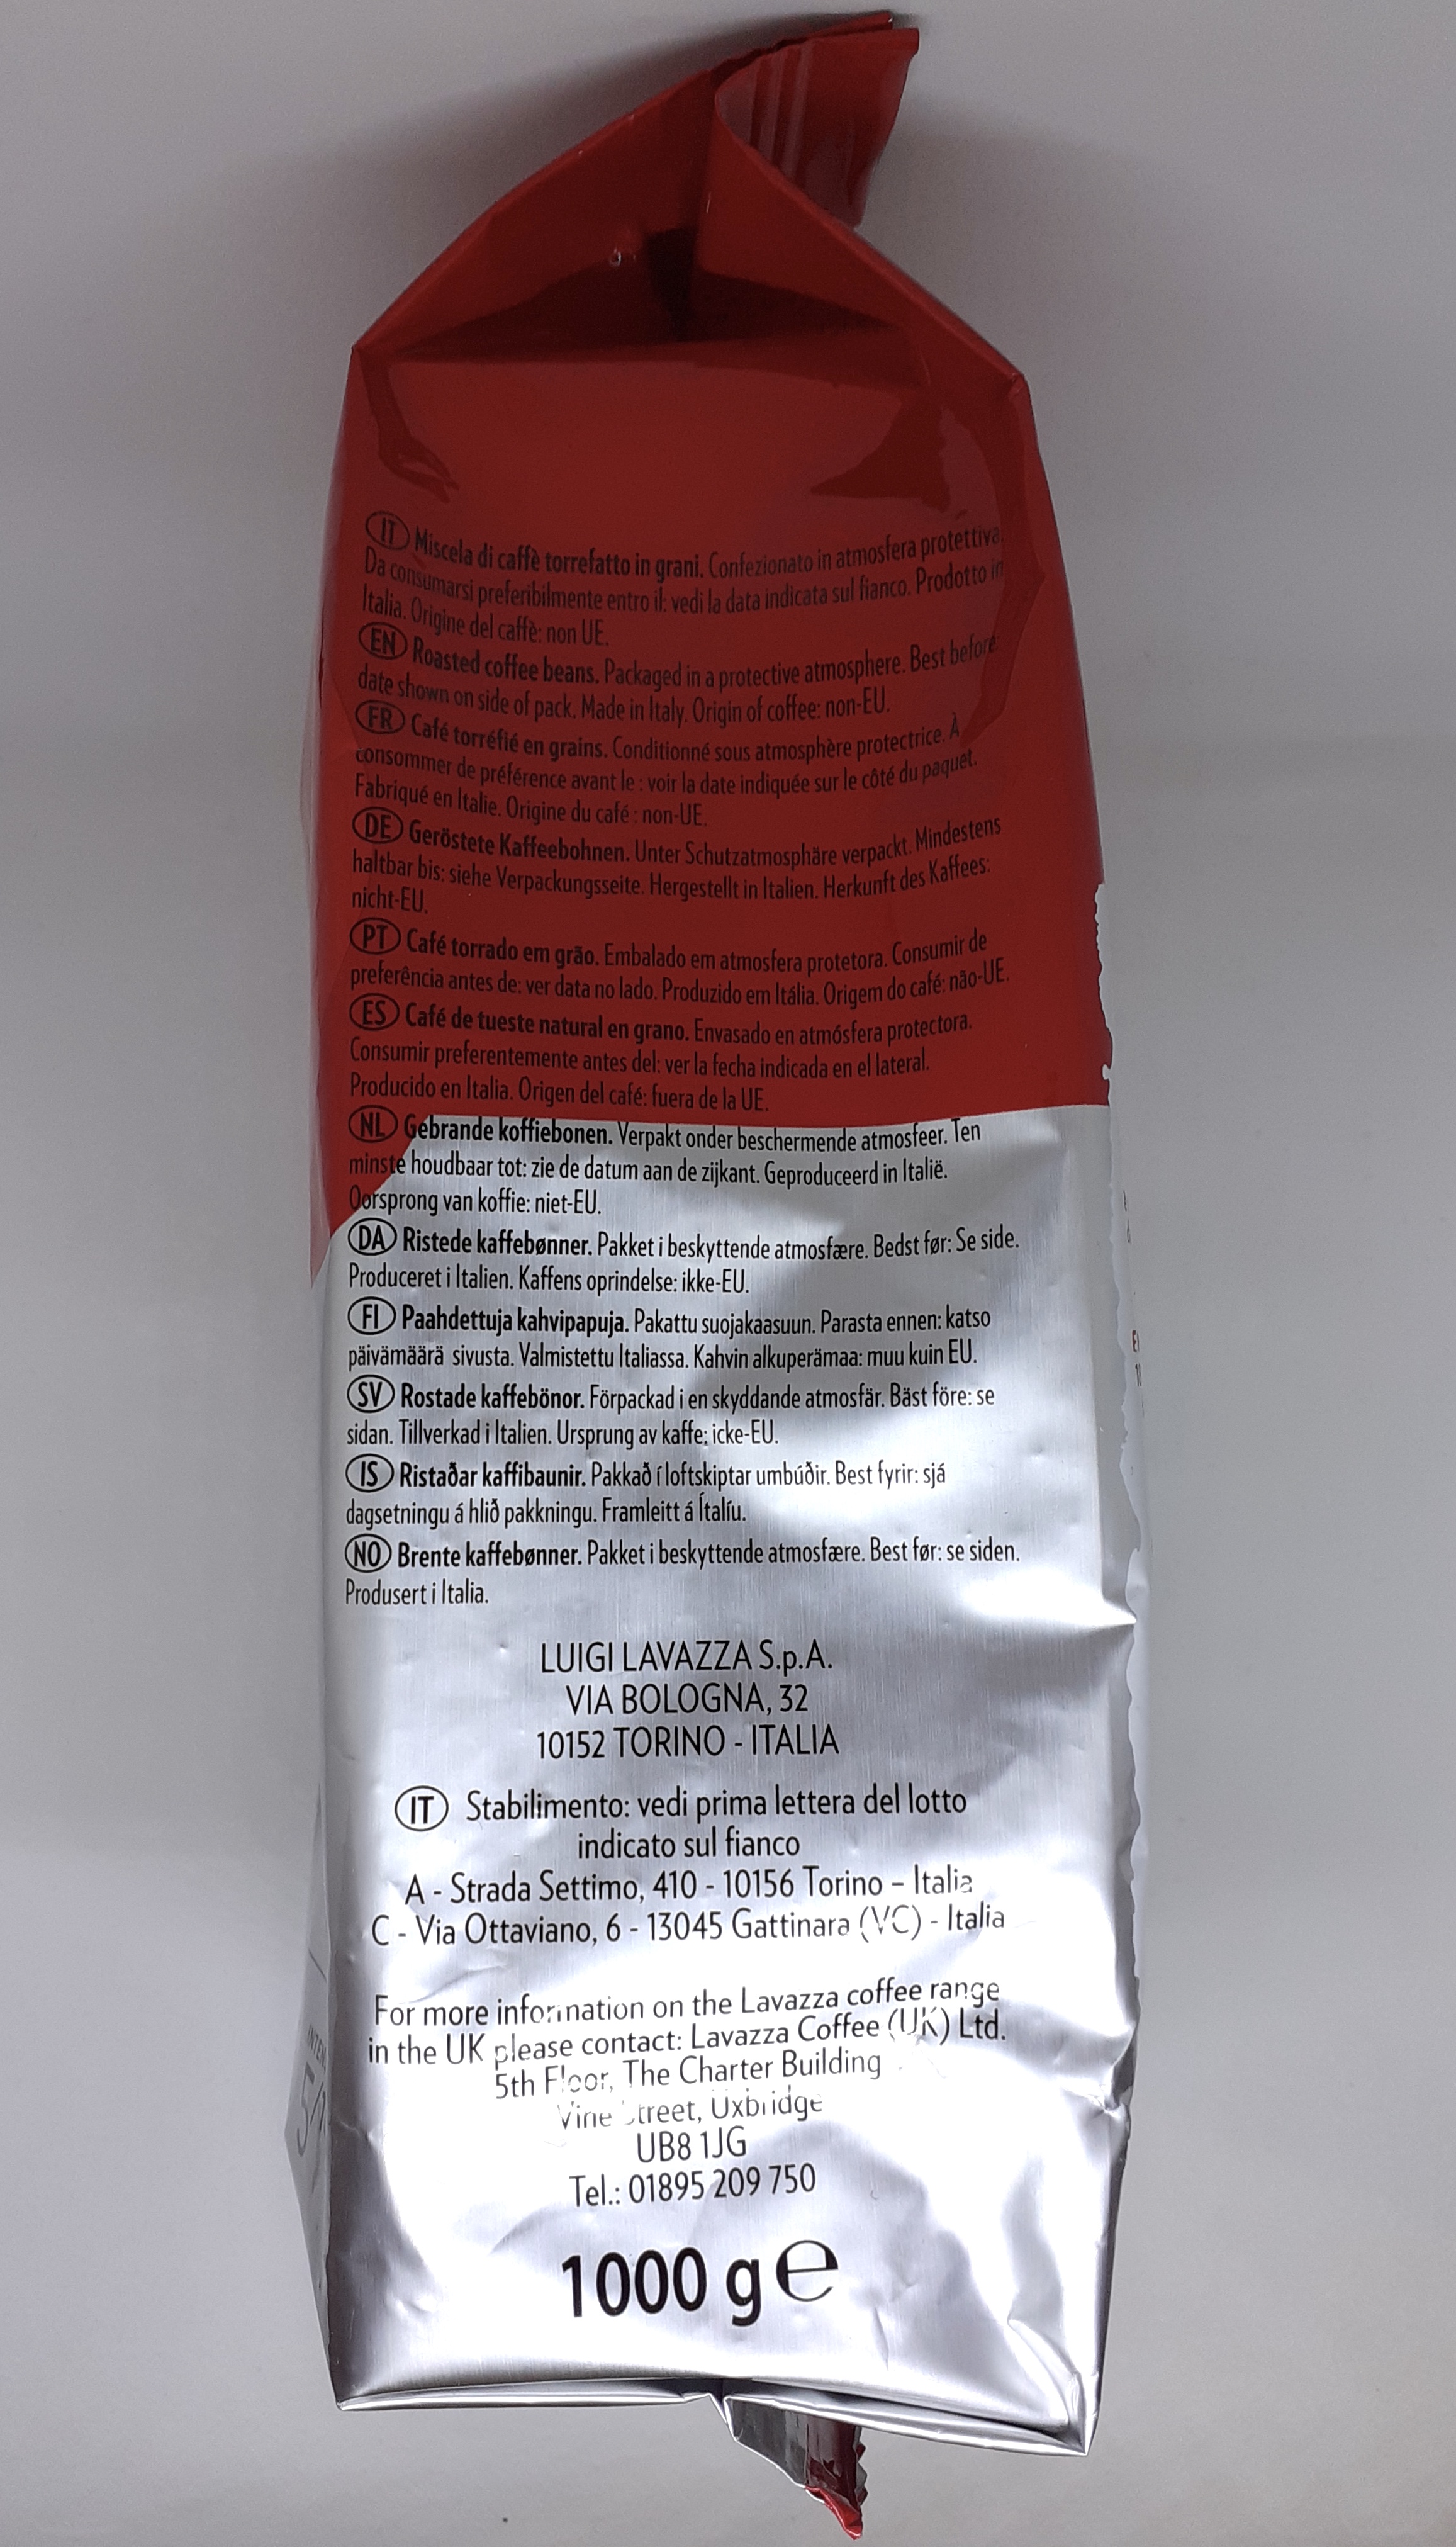 IT Miscela di caffè torrefatto in grani. Confezionato in atmosfera protettiva.
Da consumarsi preferibilmente entro il: vedi la data indicata sul fianco. Prodotto in
Italia. Origine del caffè: non UE.
EN Roasted coffee beans. Packaged in a protective atmosphere. Best before
date shown on side of pack. Made in Italy. Origin of coffee: non-EU.
FR Café torréfié en grains. Conditionné sous atmosphère protectrice. À
consommer de préférence avant le : voir la date indiquée sur le côté du paquet.
Fabriqué en Italie. Origine du café : non-UE.
DE Geröstete Kaffeebohnen. Unter Schutzatmosphäre verpackt. Mindestens
haltbar bis: siehe Verpackungsseite. Hergestellt in Italien. Herkunft des Kaffees:
nicht-EU.
PT Café torrado em grão. Embalado em atmosfera protetora. Consumir de
preferência antes de: ver data no lado. Produzido em Itália. Origem do café: não-UE.
ES Café de tueste natural en grano. Envasado en atmósfera protectora.
Consumir preferentemente antes del: ver la fecha indicada en el lateral.
Producido en Italia. Origen del café: fuera de la UE.
NL Gebrande koffiebonen. Verpakt onder beschermende atmosfeer. Ten
minste houdbaar tot: zie de datum aan de zijkant. Geproduceerd in Italië.
Oorsprong van koffie: niet-EU.
DA Ristede kaffebønner. Pakket i beskyttende atmosfære. Bedst før: Se side.
Produceret i Italien. Kaffens oprindelse: ikke-EU.
FI Paahdettuja kahvipapuja. Pakattu suojakaasuun. Parasta ennen: katso
päivämäärä sivusta. Valmistettu Italiassa. Kahvin alkuperämaa: muu kuin EU.
SV Rostade kaffebönor. Förpackad i en skyddande atmosfär. Bäst före: se
sidan. Tillverkad i Italien. Ursprung av kaffe: icke-EU.
IS Ristaðar kaffibaunir. Pakkað í loftskiptar umbúðir. Best fyrir: sjá
dagsetningu á hlið pakkningu. Framleitt á Ítalíu.
NO Brente kaffebønner. Pakket i beskyttende atmosfære. Best før: se siden.
Produsert i Italia.
LUIGI LAVAZZA S.p.A.
VIA BOLOGNA, 32
10152 TORINO - ITALIA
IT Stabilimento: vedi prima lettera del lotto
indicato sul fianco
A - Strada Settimo, 410 - 10156 Torino – Italia
C - Via Ottaviano, 6 - 13045 Gattinara (VC) - Italia
For more information on the Lavazza coffee range
in the UK please contact: Lavazza Coffee (UK) Ltd.
5th Floor, The Charter Building
Vine Street, Uxbridge
UB8 1JG
Tel.: 01895 209 750
1000 g e